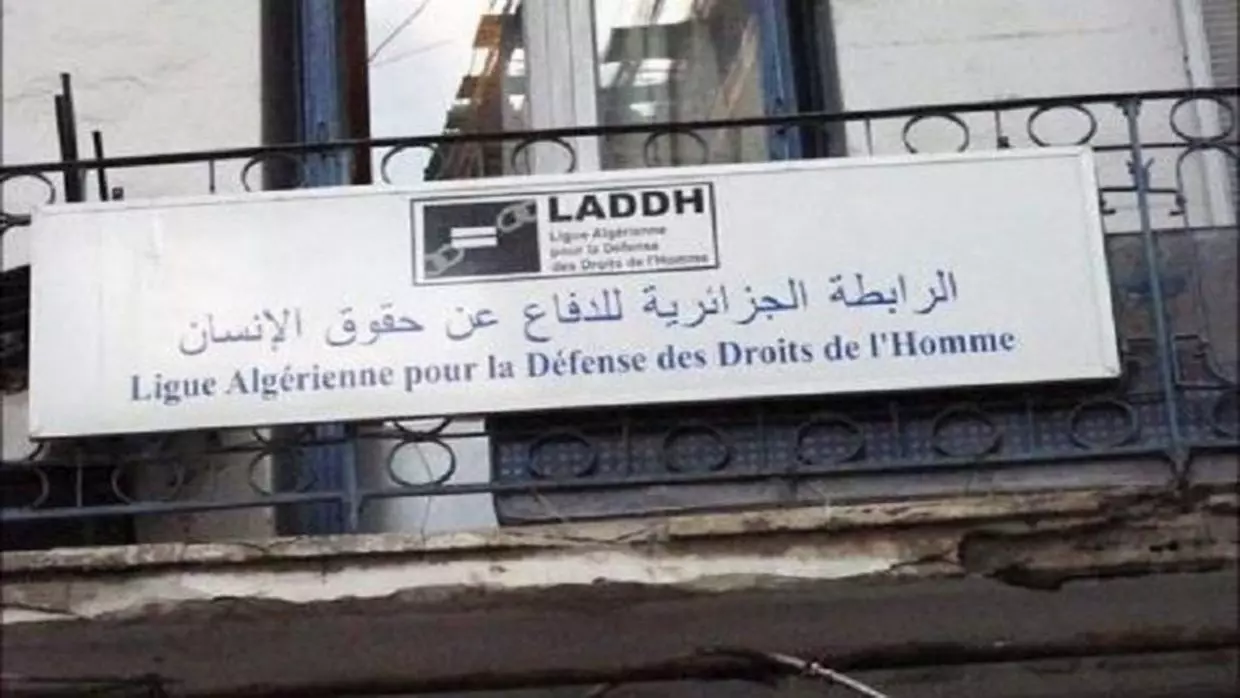 LADDH
Ligue Algérienne
pour la Défense
des Droits de l'Homme
الرابطة الجزائرية للدفاع عن حقوق الإنسان
Ligue Algérienne pour la Défense des Droits de l'Homme